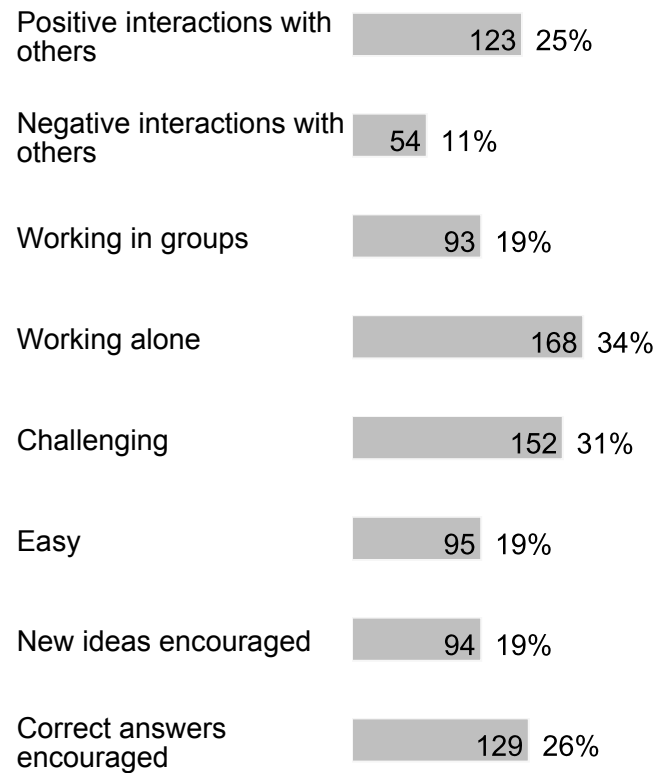 Positive interactions with
others
123 25%
Negative interactions with
others
54 11%
Working in groups
93 19%
Working alone
168 34%
Challenging
152 31%
Easy
95 19%
New ideas encouraged
94 19%
Correct answers
encouraged
129 26%